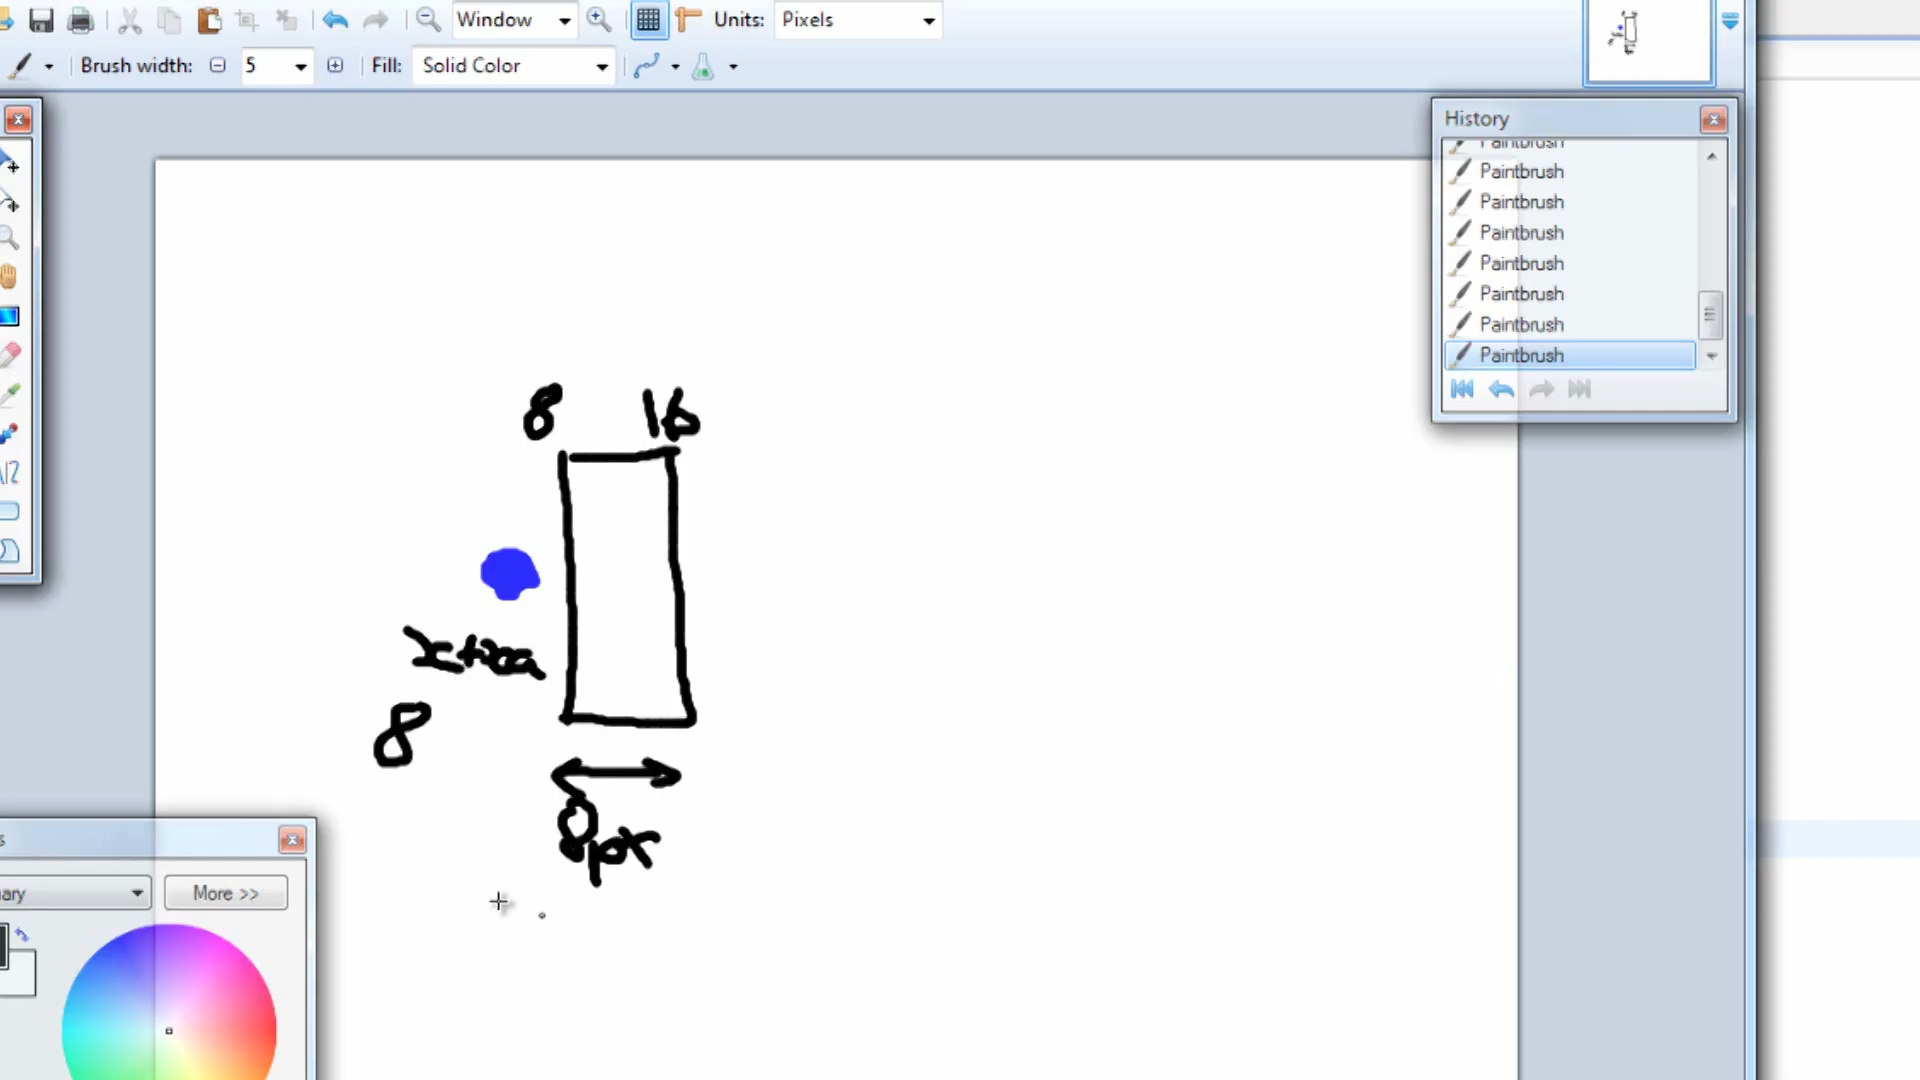 Window Units: Pixels
Brush width: 5 Fill: Solid Color
History
Paintbrush
Paintbrush
Paintbrush
Paintbrush
Paintbrush
Paintbrush
Paintbrush
Paintbrush
8 16
8
8px
More >>